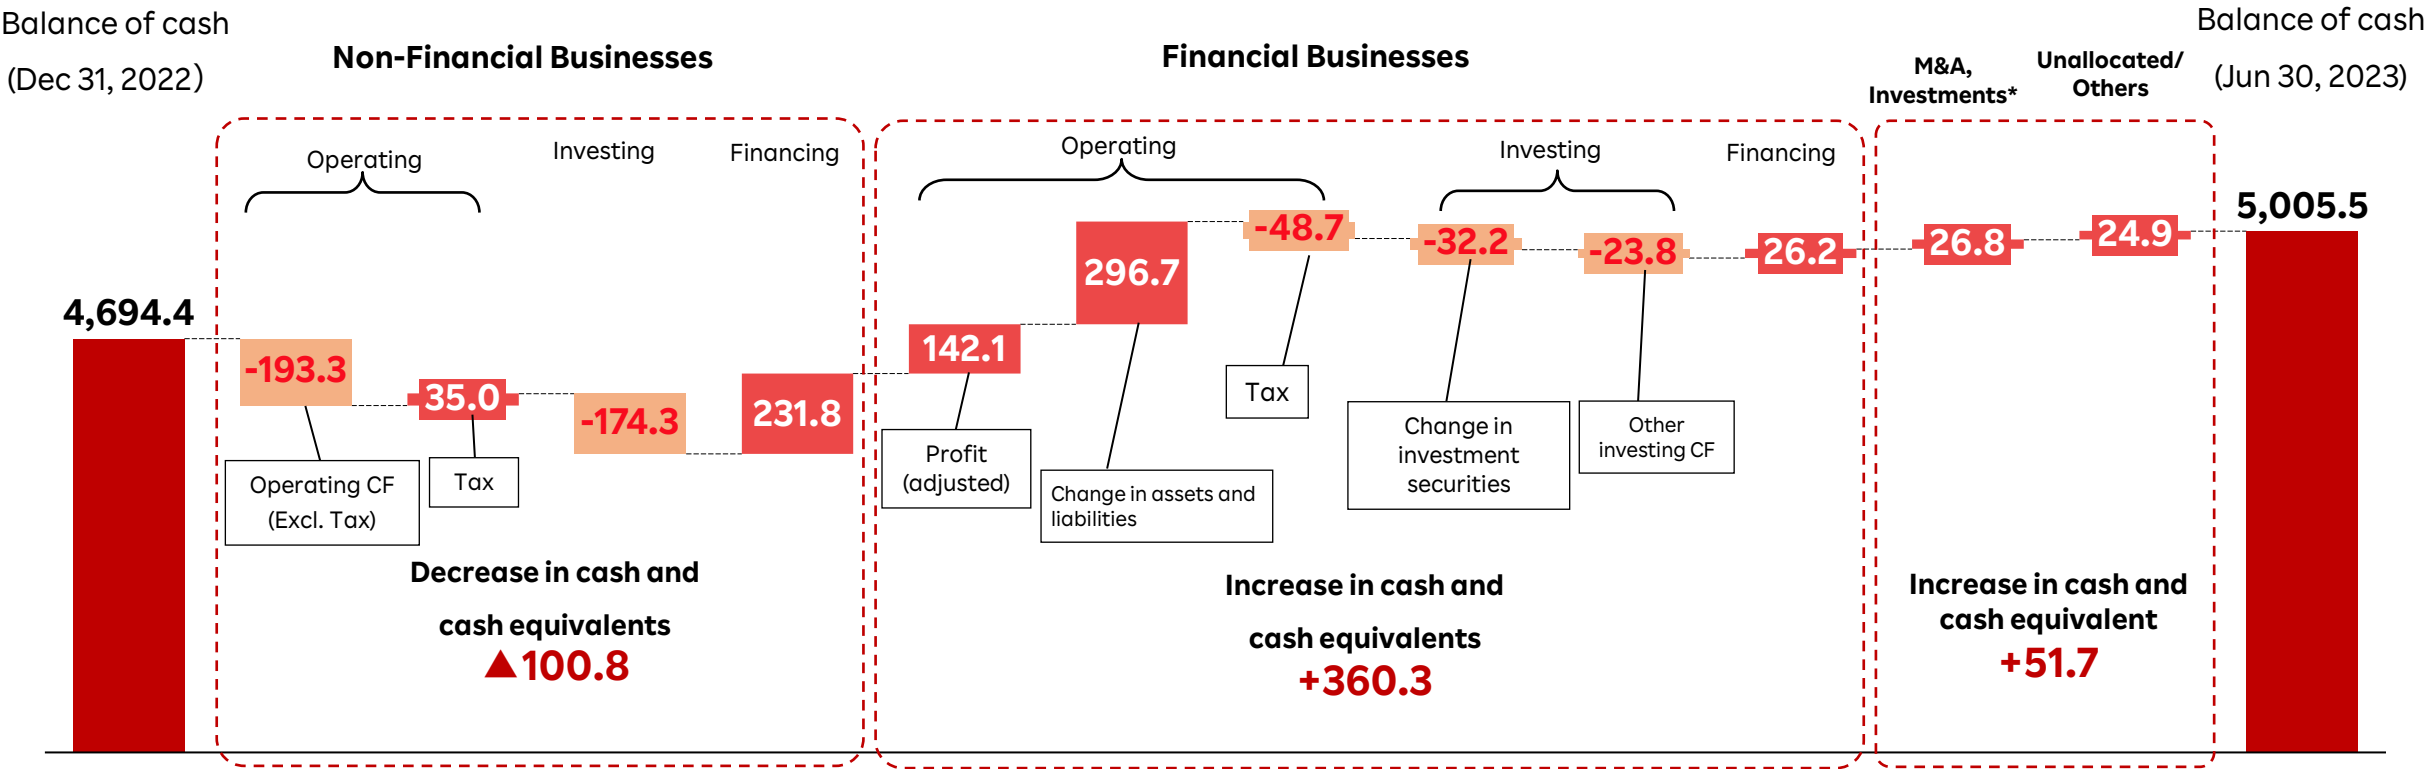 Balance of cash
(Dec 31, 2022)
Non-Financial Businesses
Financial Businesses
M&A,
Investments*
Unallocated/
Others
Balance of cash
(Jun 30, 2023)
Operating
Investing
Financing
Operating
Investing
Financing
4,694.4
-193.3
35.0
-174.3
231.8
142.1
296.7
-48.7
-32.2
-23.8
26.2
26.8
24.9
5,005.5
Operating CF
(Excl. Tax)
Tax
Profit
(adjusted)
Change in assets and
liabilities
Tax
Change in
investment
securities
Other
investing CF
Decrease in cash and
cash equivalents
▲100.8
Increase in cash and
cash equivalents
+360.3
Increase in cash and
cash equivalent
+51.7